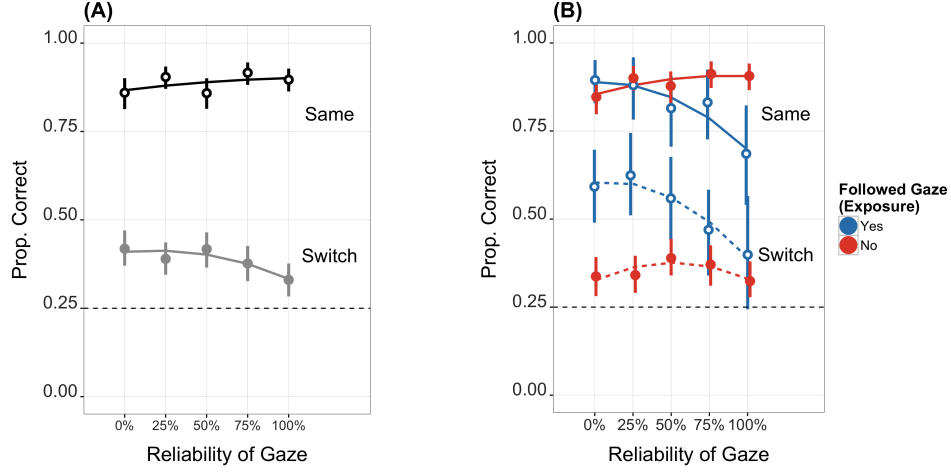 (A)
1.00
0.75
0.50
0.25
0.00
Prop. Correct
Same
Switch
0% 25% 50% 75% 100%
Reliability of Gaze
(B)
1.00
0.75
0.50
0.25
0.00
Prop. Correct
Same
Switch
0% 25% 50% 75% 100%
Reliability of Gaze
Followed Gaze
(Exposure)
Yes
No